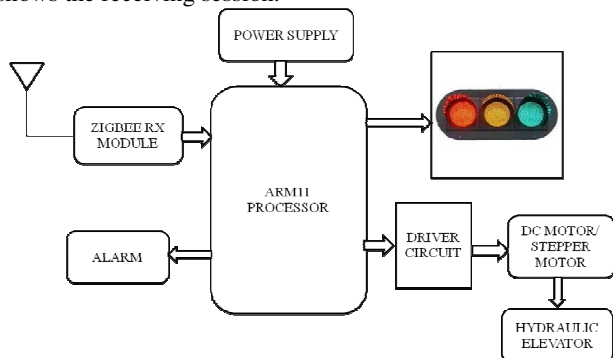 shows the receiving session.
POWER SUPPLY
ZIGBEE RX
MODULE
ARM11
PROCESSOR
ALARM
DRIVER
CIRCUIT
DC MOTOR/
STEPPER
MOTOR
HYDRAULIC
ELEVATOR